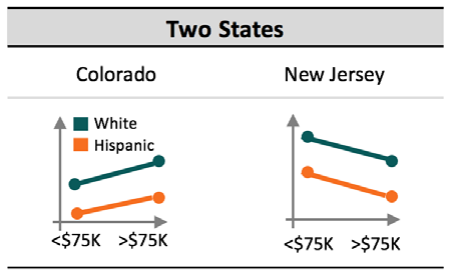 Two States
Colorado
New Jersey
White
Hispanic
<$75K >$75K
<$75K >$75K